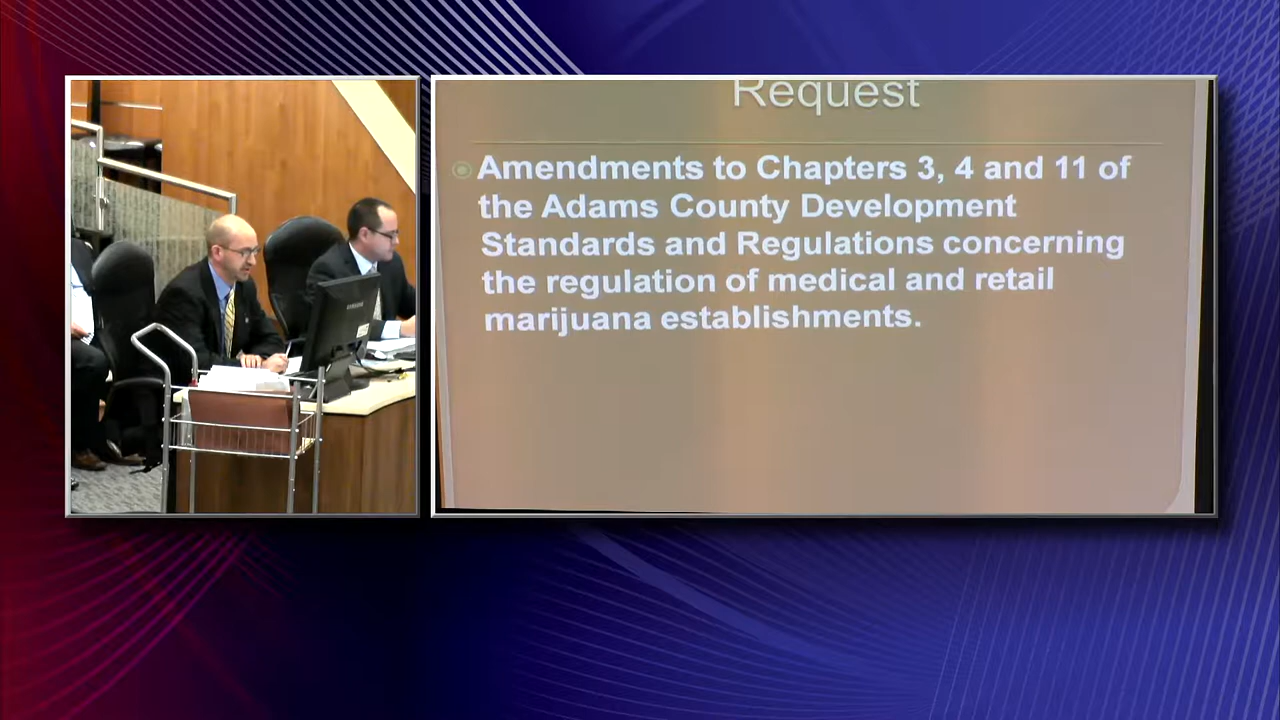 Request
Amendments to Chapters 3, 4 and 11 of
the Adams County Development
Standards and Regulations concerning
the regulation of medical and retail
marijuana establishments.
SAMSUNG